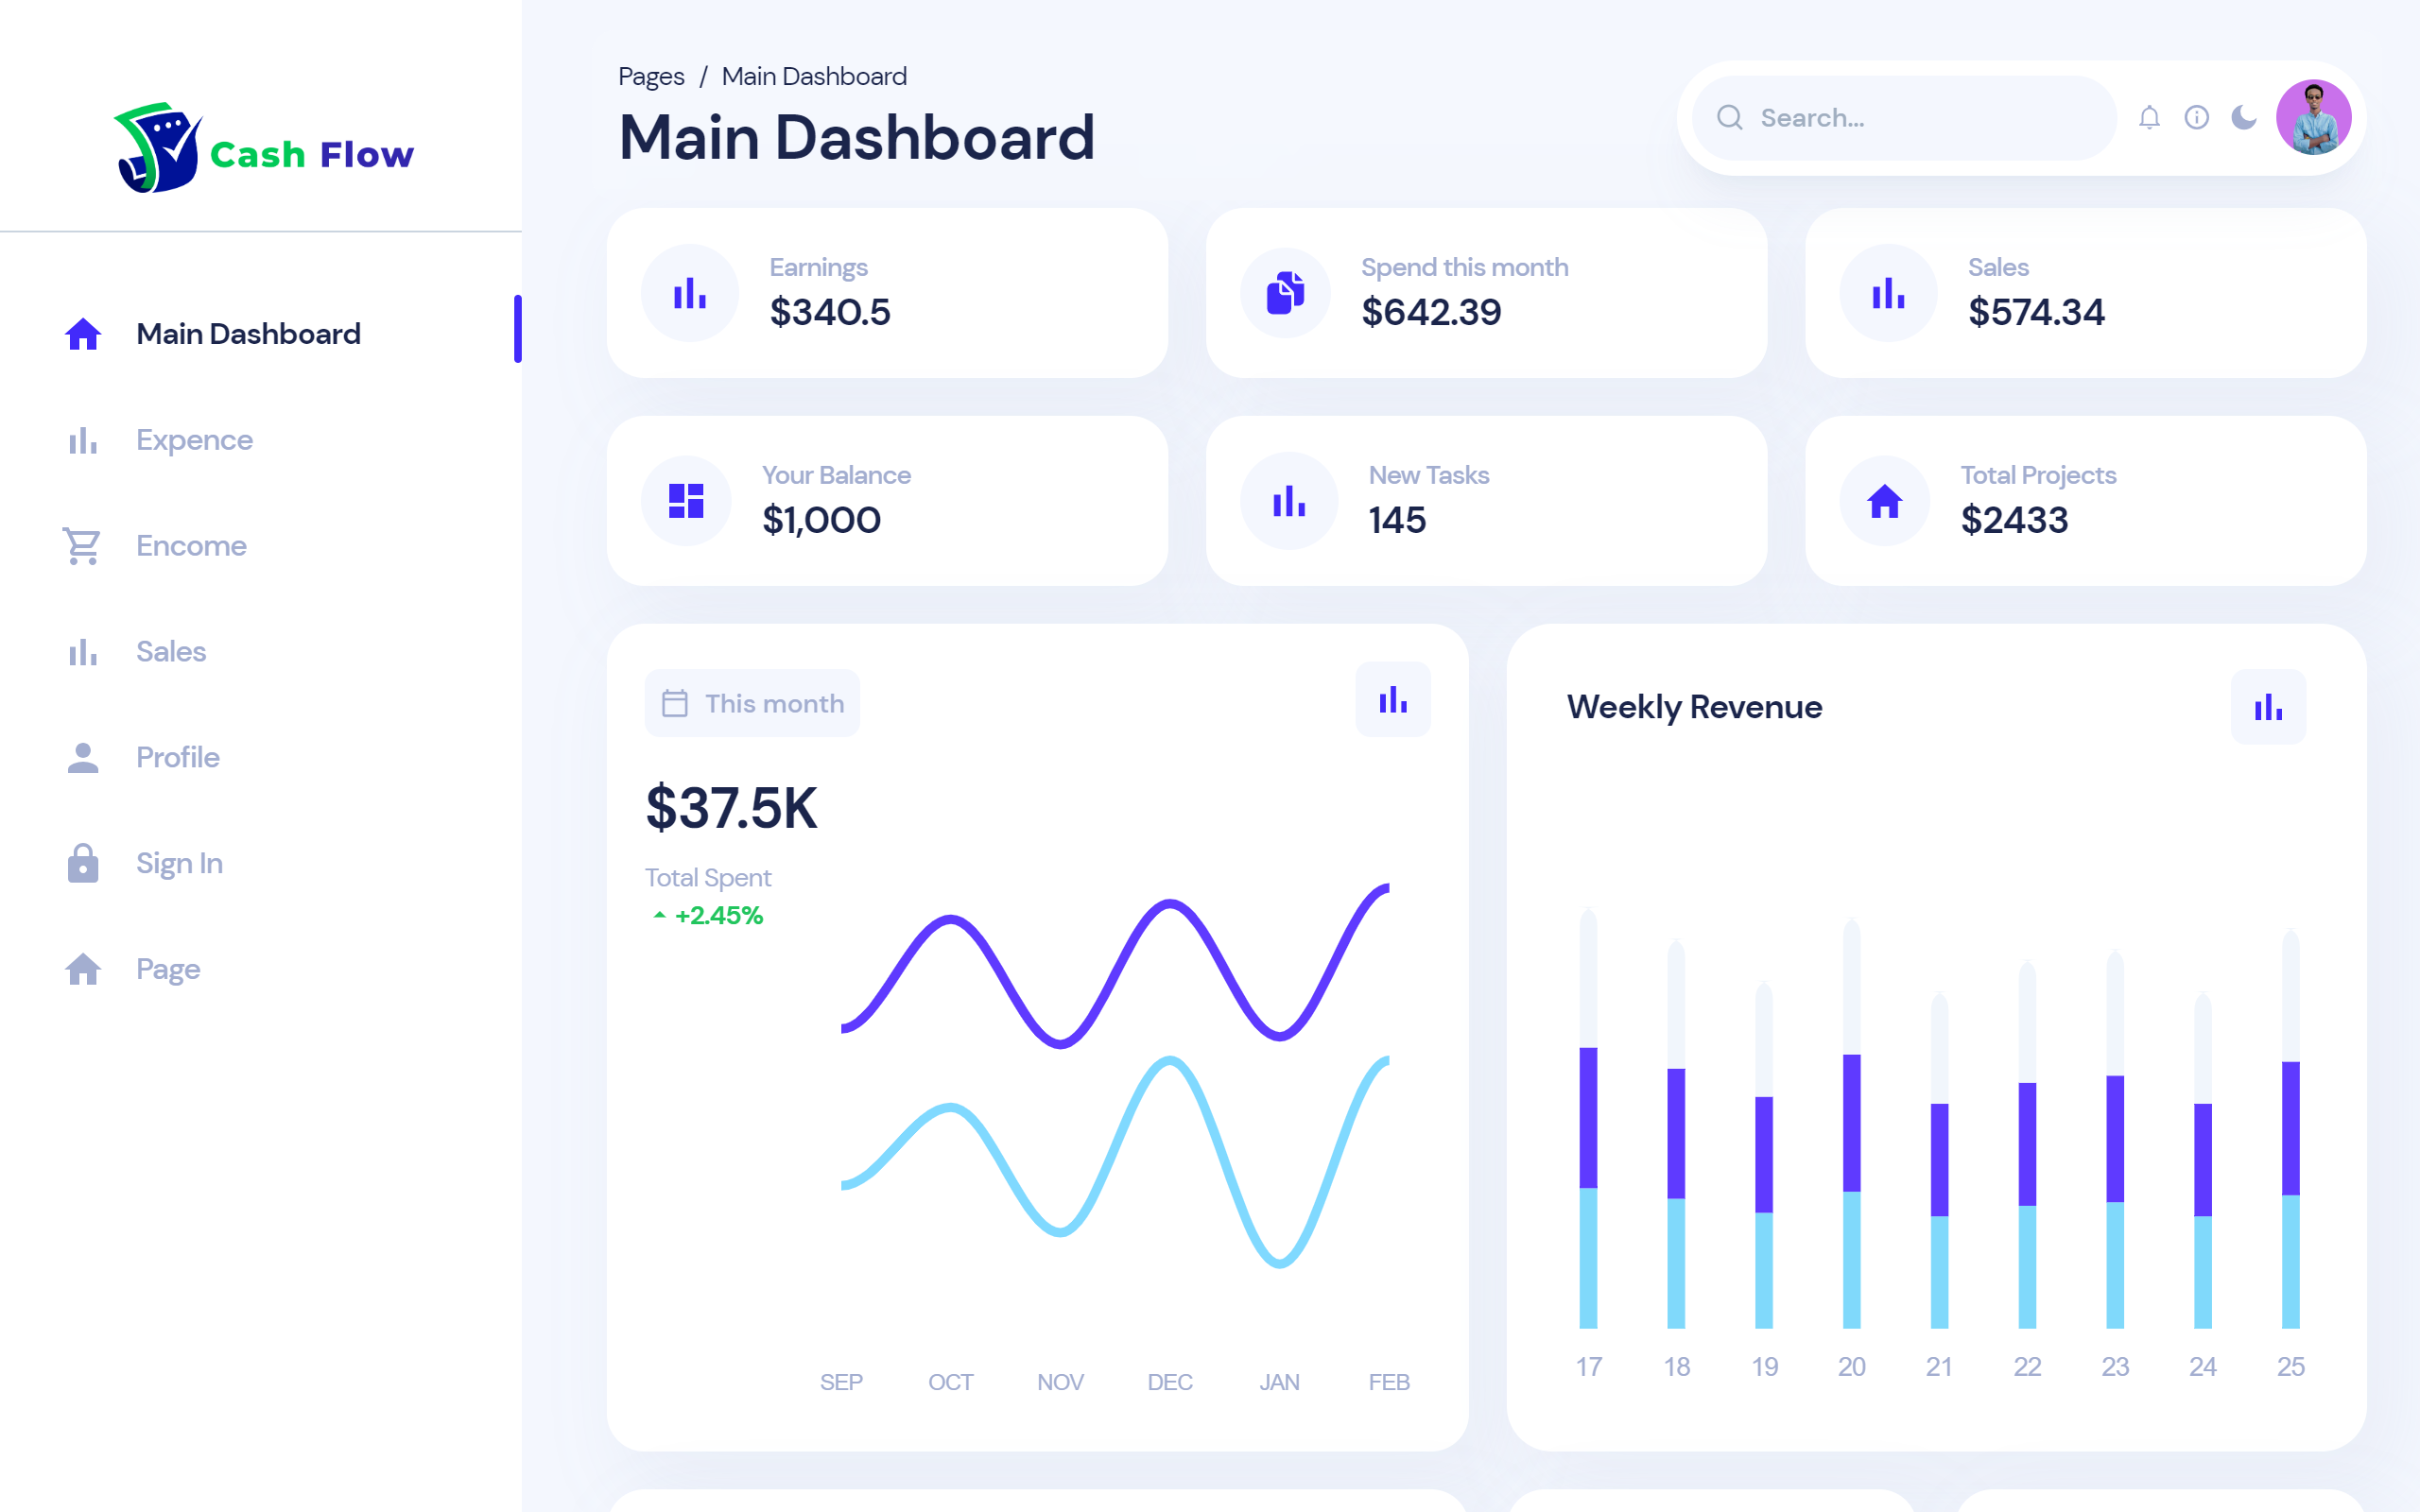 Cash Flow
Main Dashboard
Expence
Encome
Sales
Profile
Sign In
Page
Pages / Main Dashboard
Main Dashboard
Search...
Earnings
$340.5
Spend this month
$642.39
Sales
$574.34
Your Balance
$1,000
New Tasks
145
Total Projects
$2433
This month
$37.5K
Total Spent
+2.45%
SEP OCT NOV DEC JAN FEB
Weekly Revenue
17 18 19 20 21 22 23 24 25